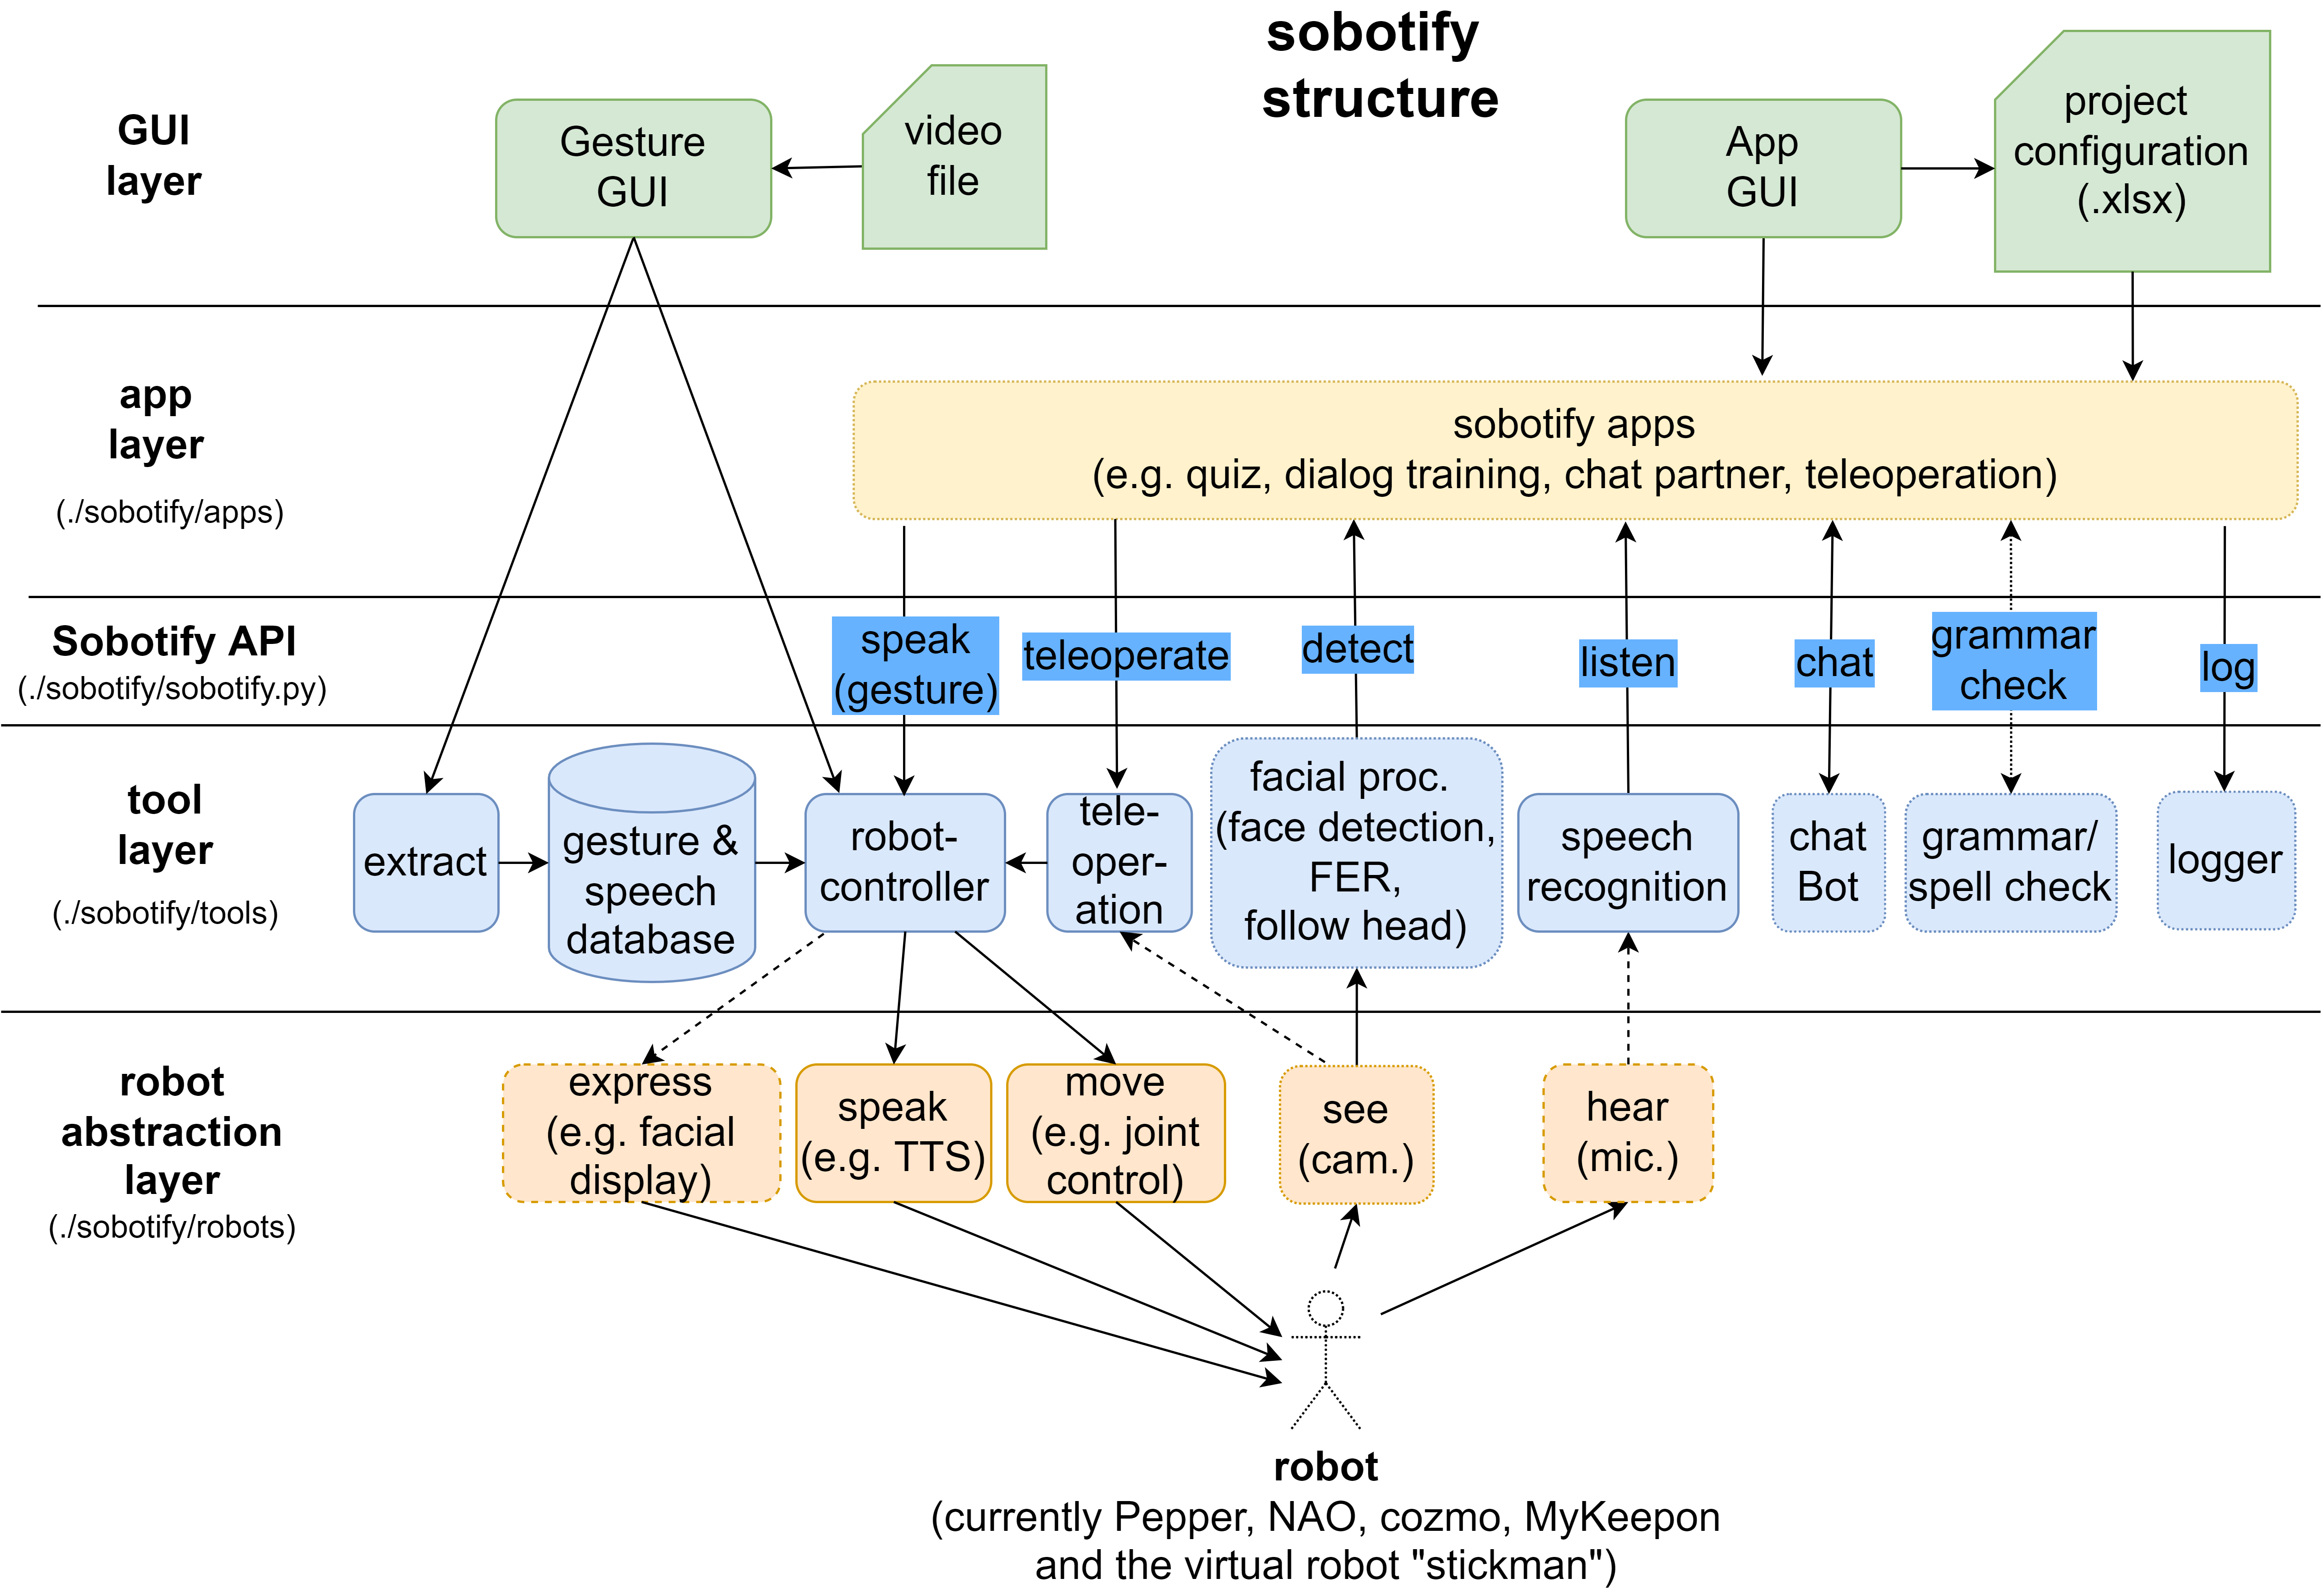 sobotify
structure
GUI
layer
Gesture
GUI
video
file
App
GUI
project
configuration
(.xlsx)
app
layer
(./sobotify/apps)
sobotify apps
(e.g. quiz, dialog training, chat partner, teleoperation)
Sobotify API
(./sobotify/sobotify.py)
speak
(gesture)
teleoperate
detect
listen
chat
grammar
check
log
tool
layer
(./sobotify/tools)
extract
gesture &
speech
database
robot-
controller
tele-
oper-
ation
facial proc.
(face detection,
FER,
follow head)
speech
recognition
chat
Bot
grammar/
spell check
logger
robot
abstraction
layer
(./sobotify/robots)
express
(e.g. facial
display)
speak
(e.g. TTS)
move
(e.g. joint
control)
see
(cam.)
hear
(mic.)
robot
(currently Pepper, NAO, cozmo, MyKeepon
and the virtual robot "stickman")